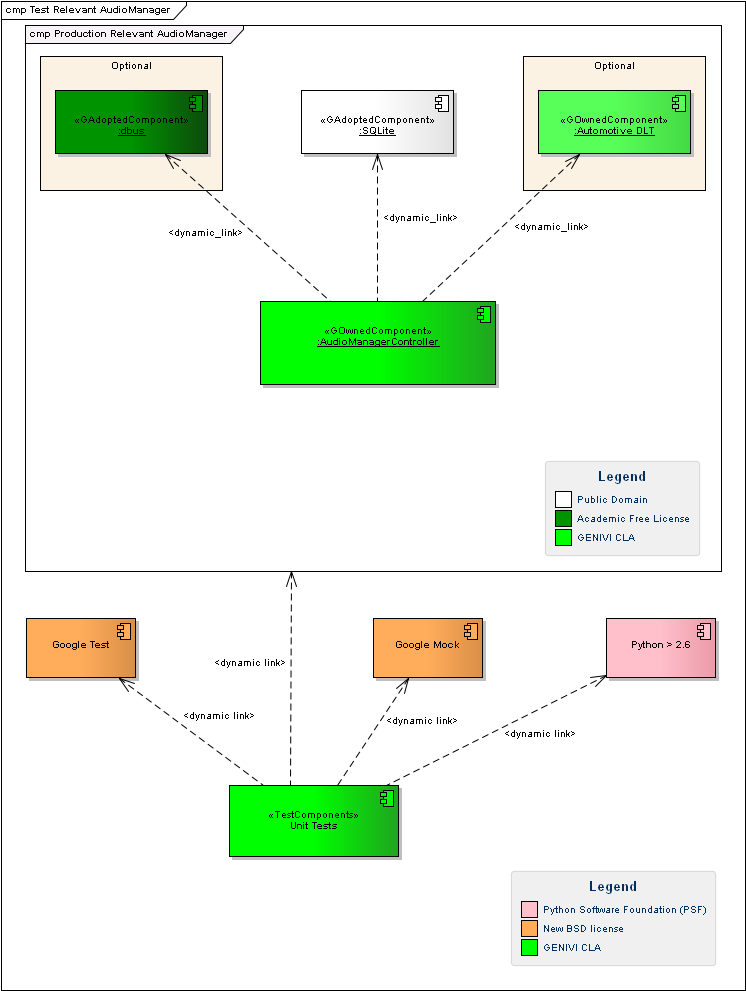 cmp Test Relevant AudioManager
cmp Production Relevant AudioManager
Optional
Optional
«GAdoptedComponent»
:dbus
«GAdoptedComponent»
:SQLite
«GOwnedComponent»
:Automotive DLT
<dynamic_link>
<dynamic_link>
<dynamic_link>
«GOwnedComponent»
:AudioManagerController
Legend
Public Domain
Academic Free License
GENIVI CLA
Google Test
Google Mock
Python > 2.6
<dynamic link>
<dynamic link>
<dynamic link>
<dynamic link>
«TestComponents»
Unit Tests
Legend
Python Software Foundation (PSF)
New BSD license
GENIVI CLA